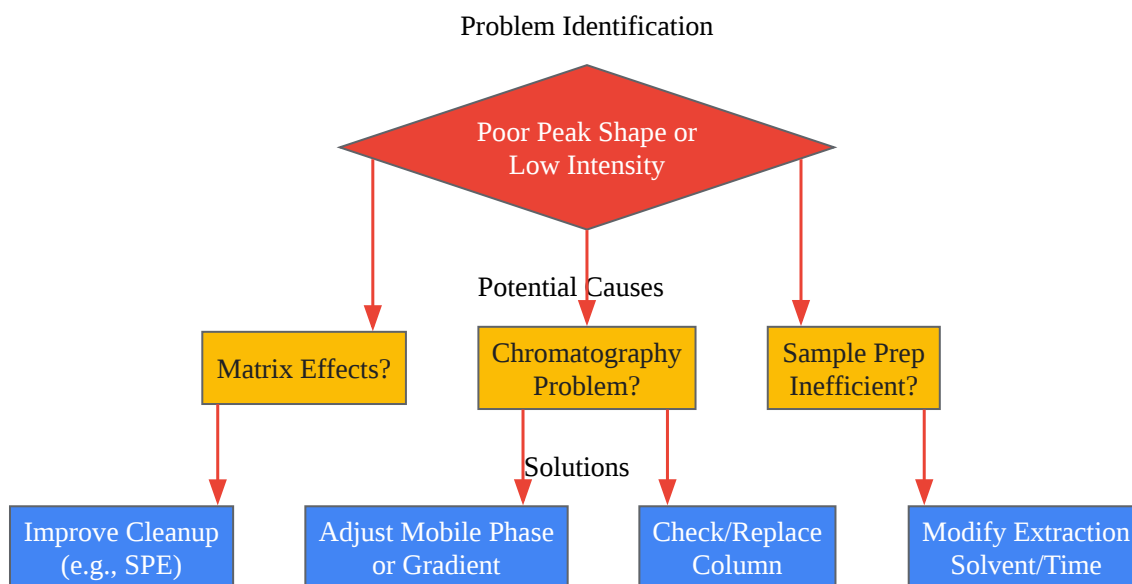 Problem Identification
Poor Peak Shape or
Low Intensity
Potential Causes
Matrix Effects?
Chromatography
Problem?
Sample Prep
Inefficient?
Solutions
Improve Cleanup
(e.g., SPE)
Adjust Mobile Phase
or Gradient
Check/Replace
Column
Modify Extraction
Solvent/Time